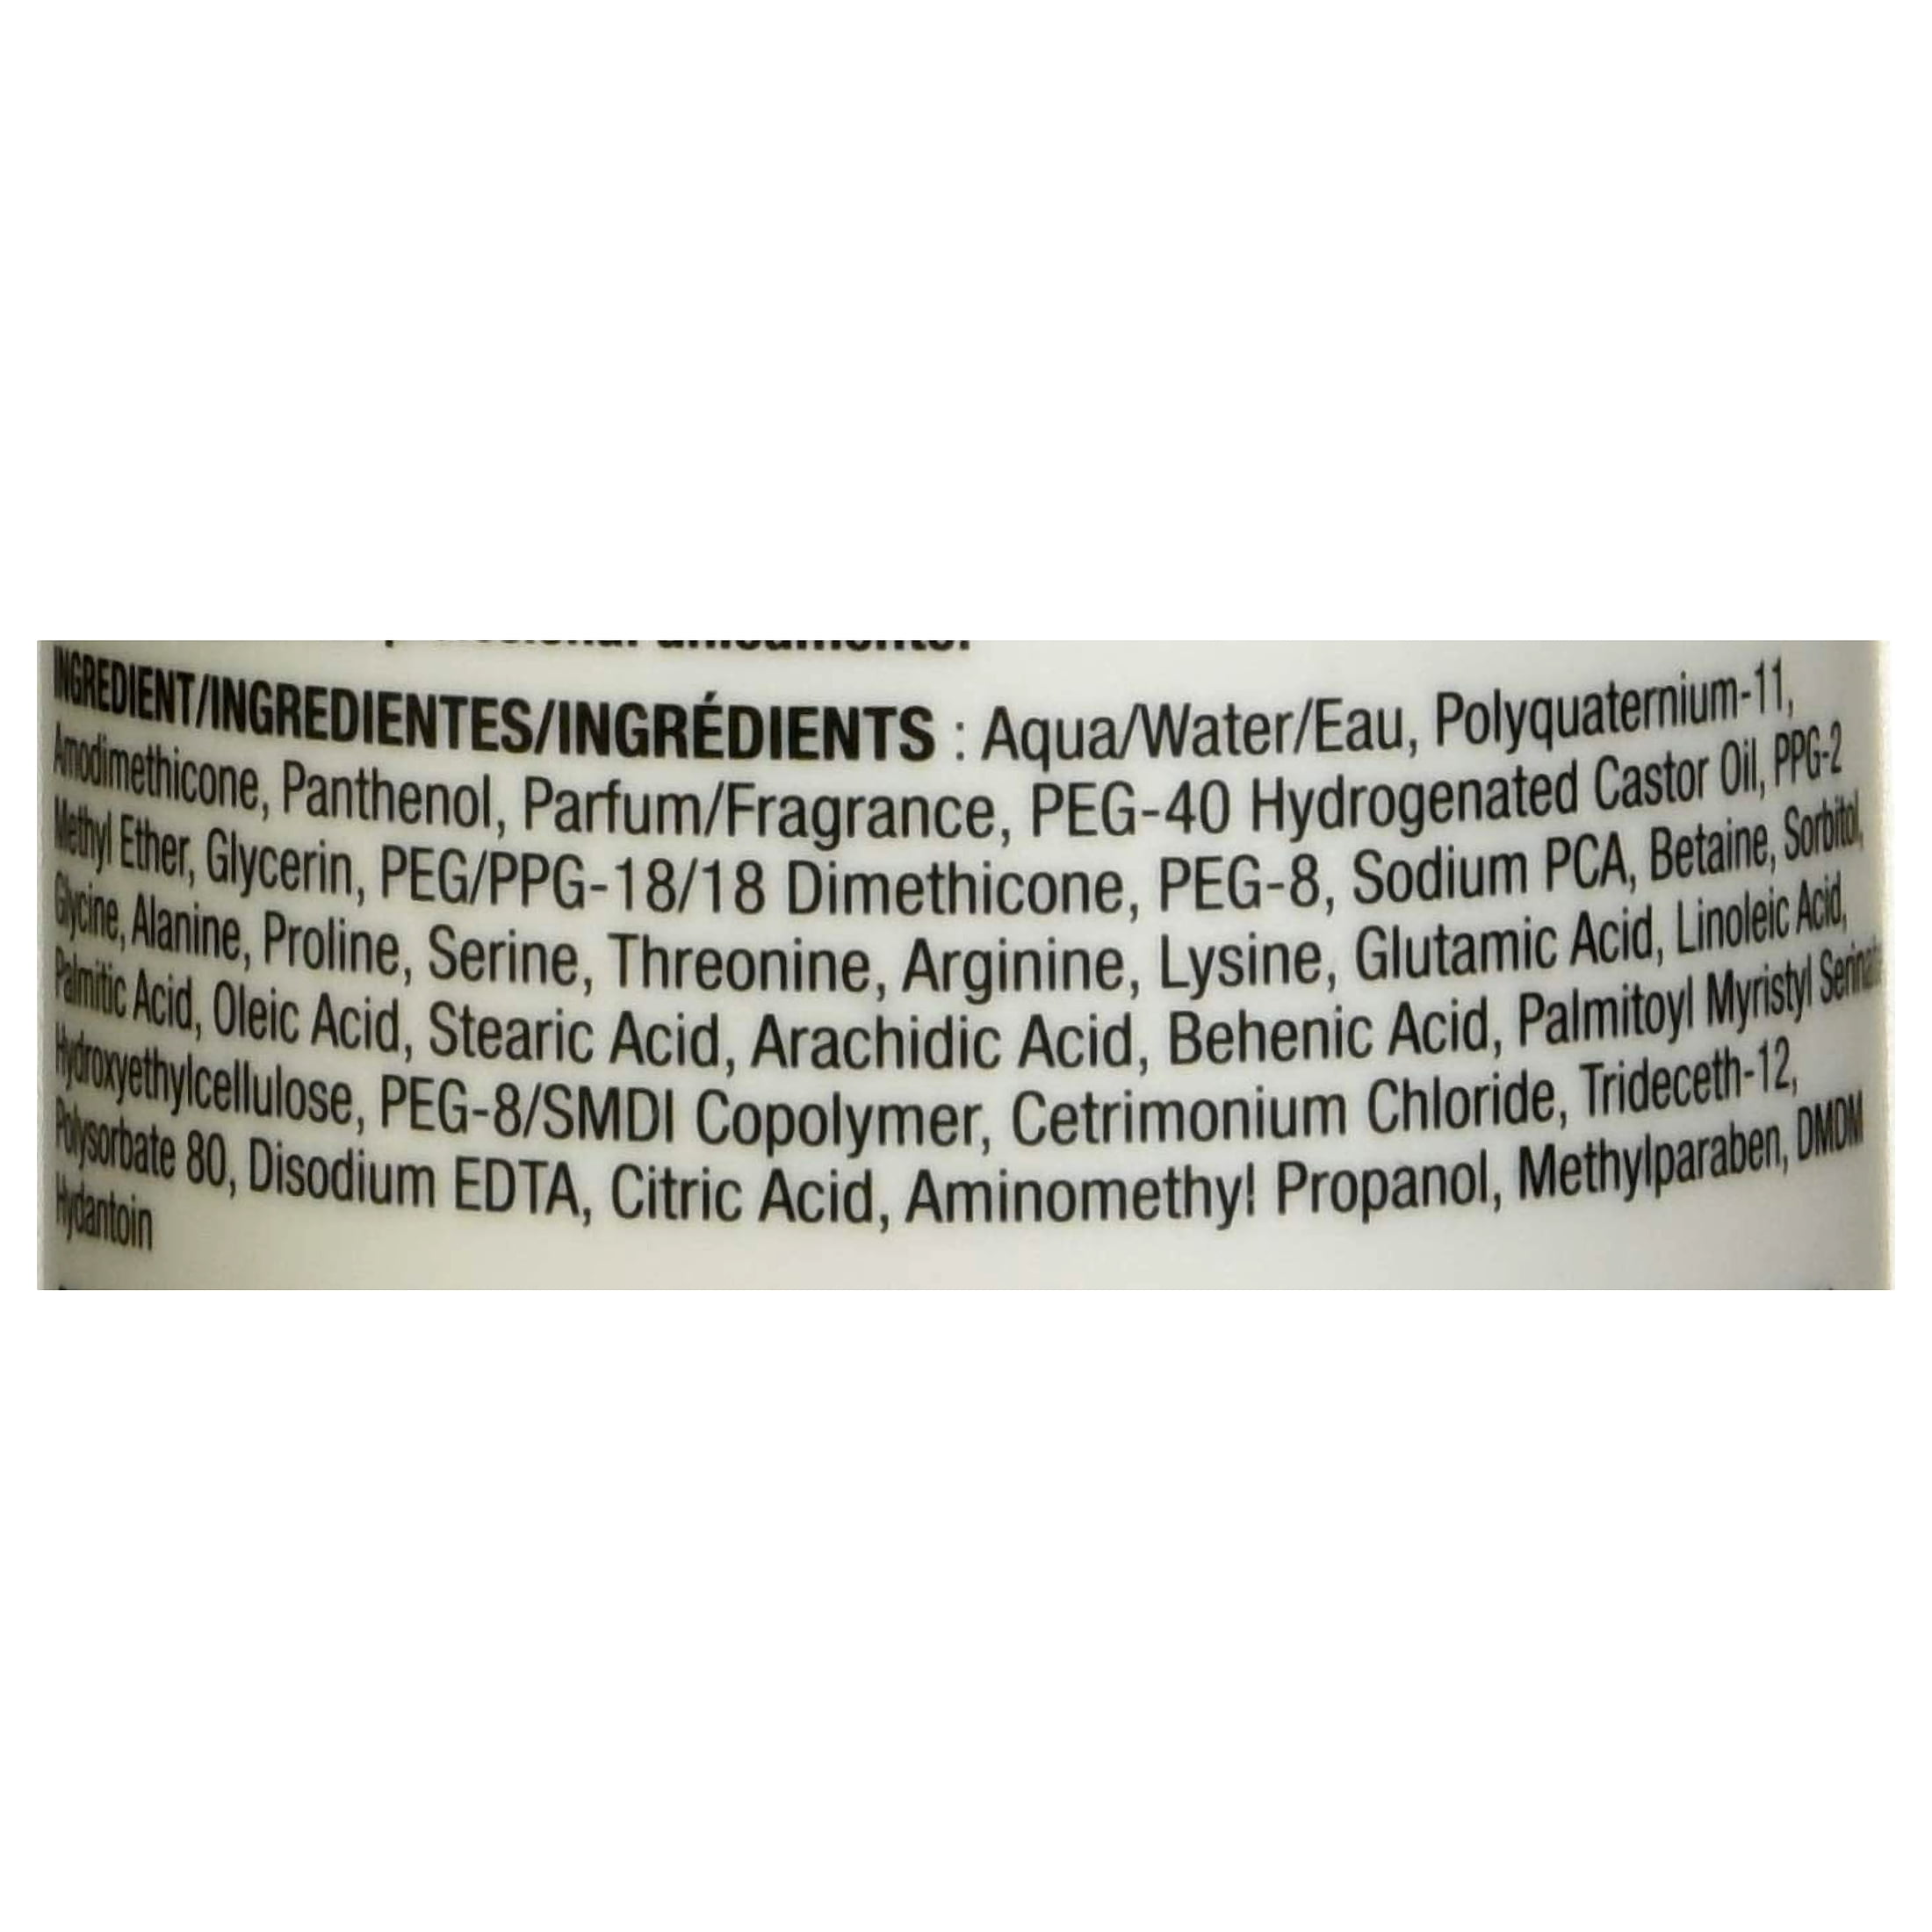 INGREDIENT/INGREDIENTES/INGRÉDIENTS : Aqua/Water/Eau, Polyquaternium-11,
Amodimethicone, Panthenol, Parfum/Fragrance, PEG-40 Hydrogenated Castor Oil, PPG-2
Methyl Ether, Glycerin, PEG/PPG-18/18 Dimethicone, PEG-8, Sodium PCA, Betaine, Sorbitol,
Glycine, Alanine, Proline, Serine, Threonine, Arginine, Lysine, Glutamic Acid, Linoleic Acid,
Palmitic Acid, Oleic Acid, Stearic Acid, Arachidic Acid, Behenic Acid, Palmitoyl Myristyl Serinate
Hydroxyethylcellulose, PEG-8/SMDI Copolymer, Cetrimonium Chloride, Trideceth-12,
Polysorbate 80, Disodium EDTA, Citric Acid, Aminomethyl Propanol, Methylparaben, DMDM
Hydantoin